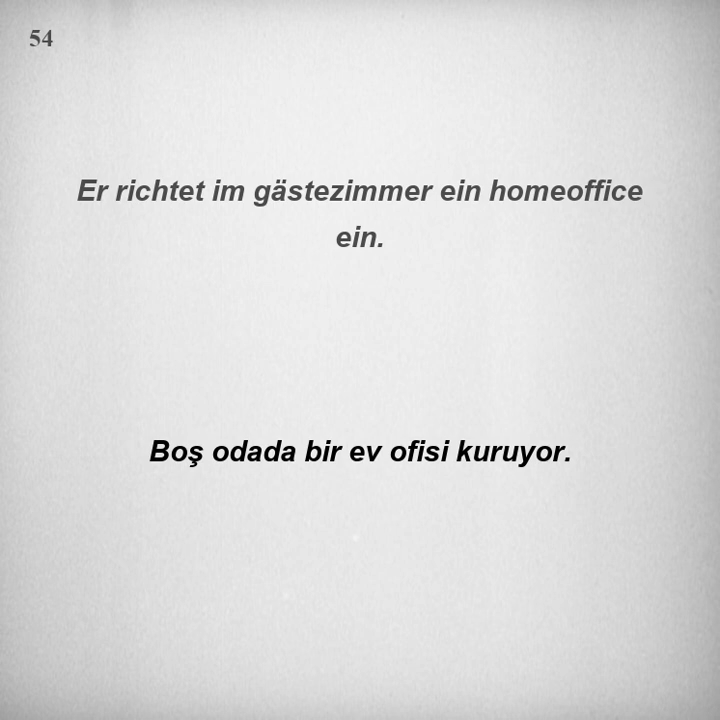 54
Er richtet im gästezimmer ein homeoffice
ein.
Boş odada bir ev ofisi kuruyor.